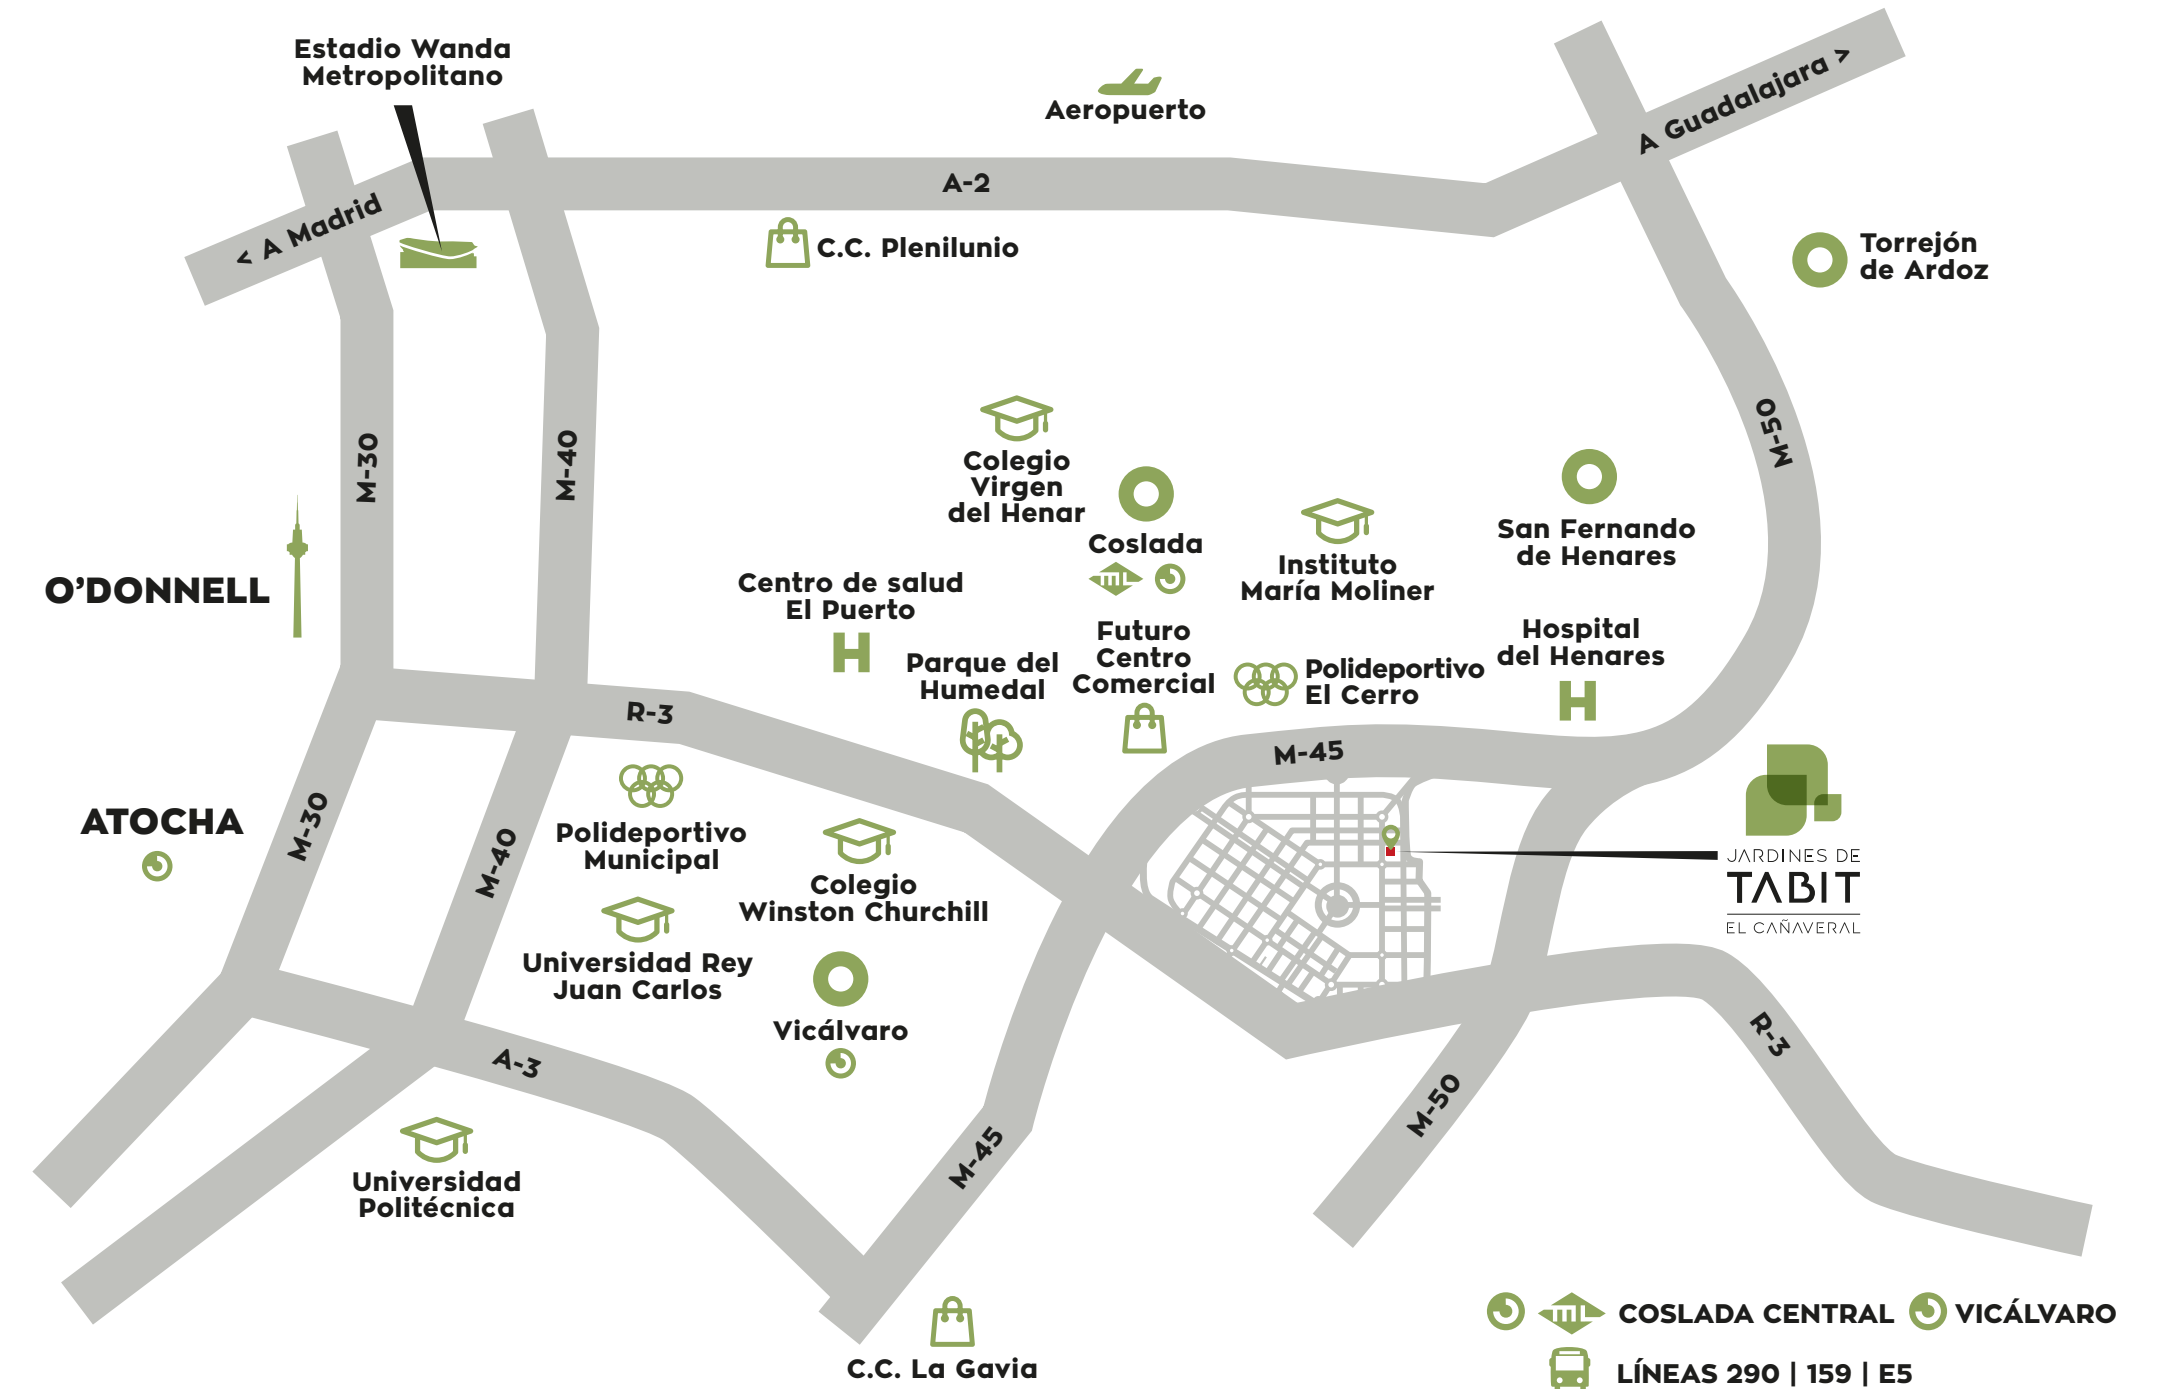 Estadio Wanda
Metropolitano
Aeropuerto
A Guadalajara >
< A Madrid
A-2
C.C. Plenilunio
Torrejón
de Ardoz
M-30
M-40
M-50
Colegio
Virgen
del Henar
Coslada
Instituto
María Moliner
San Fernando
de Henares
O'DONNELL
Centro de salud
El Puerto
Parque del
Humedal
Futuro
Centro
Comercial
Polideportivo
El Cerro
Hospital
del Henares
R-3
M-45
ATOCHA
M-30
M-40
Polideportivo
Municipal
Colegio
Winston Churchill
JARDINES DE
TABIT
EL CAÑAVERAL
Universidad Rey
Juan Carlos
Vicálvaro
A-3
R-3
M-50
M-45
Universidad
Politécnica
C.C. La Gavia
COSLADA CENTRAL
VICÁLVARO
LÍNEAS 290 | 159 | E5